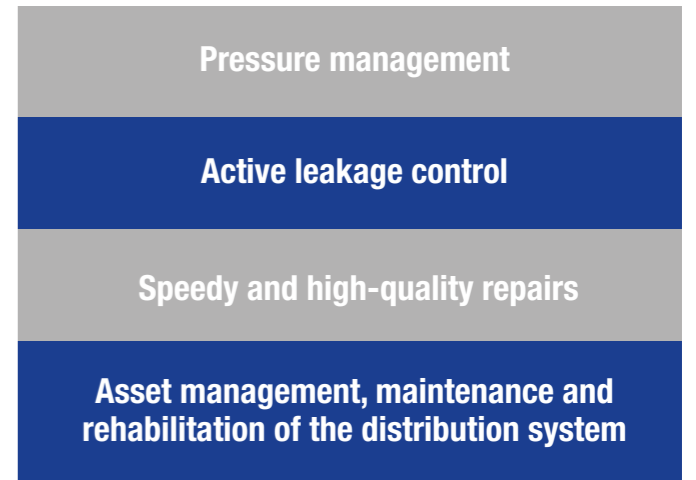 Pressure management
Active leakage control
Speedy and high-quality repairs
Asset management, maintenance and
rehabilitation of the distribution system